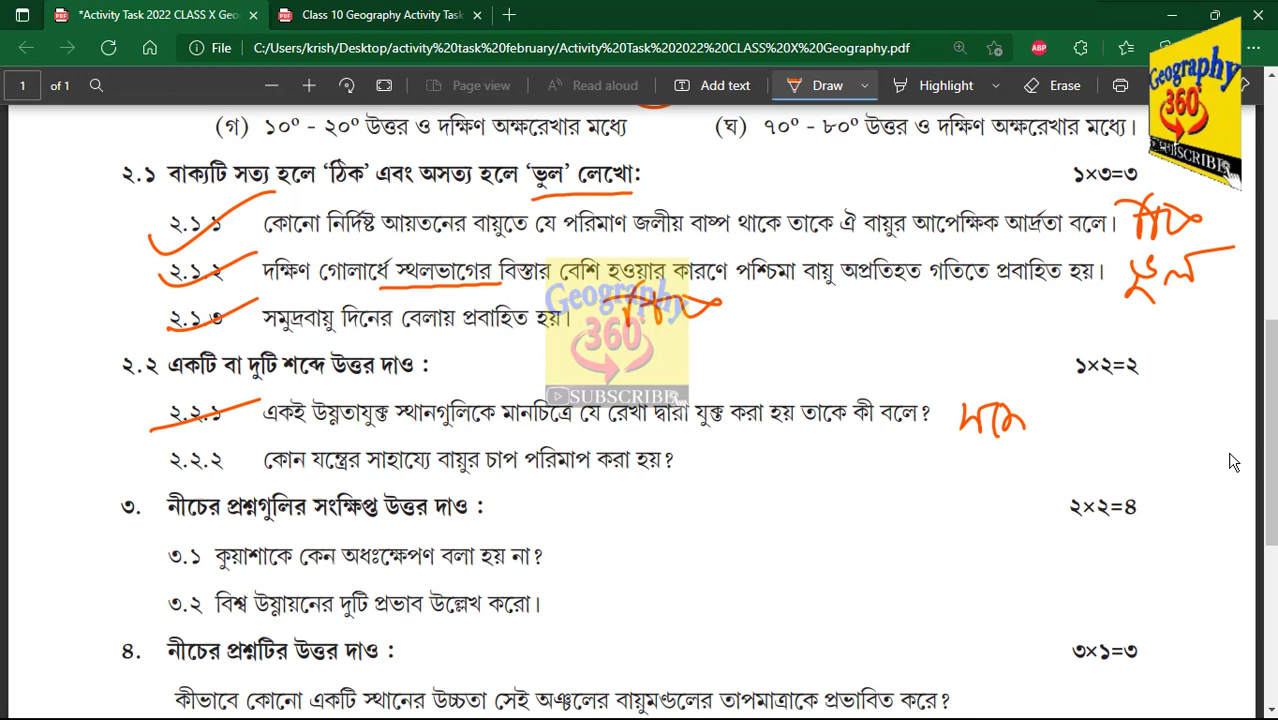 *Activity Task 2022 CLASS X Geo
Class 10 Geography Activity Task
File
C:/Users/krish/Desktop/activity%20task%20february/Activity%20Task%202022%20CLASS%20X%20Geography.pdf
ABP
1 of 1
Page view
Read aloud
Add text
Draw
Highlight
Erase
Geography
360°
SUBSCRIBE
(গ) ১০° - ২০° উত্তর ও দক্ষিণ অক্ষরেখার মধ্যে (ঘ) ৭০° - ৮০° উত্তর ও দক্ষিণ অক্ষরেখার মধ্যে।
২.১ বাক্যটি সত্য হলে ‘ঠিক’ এবং অসত্য হলে ‘ভুল’ লেখো: ১×৩=৩
২.১.১ কোনো নির্দিষ্ট আয়তনের বায়ুতে যে পরিমাণ জলীয় বাষ্প থাকে তাকে ঐ বায়ুর আপেক্ষিক আর্দ্রতা বলে। ঠিক
২.১.২ দক্ষিণ গোলার্ধে স্থলভাগের বিস্তার বেশি হওয়ার কারণে পশ্চিমা বায়ু অপ্রতিহত গতিতে প্রবাহিত হয়। ভুল
২.১.৩ সমুদ্রবায়ু দিনের বেলায় প্রবাহিত হয়। ঠিক
Geography
360°
SUBSCRIBE
২.২ একটি বা দুটি শব্দে উত্তর দাও : ১×২=২
২.২.১ একই উষ্ণতাযুক্ত স্থানগুলিকে মানচিত্রে যে রেখা দ্বারা যুক্ত করা হয় তাকে কী বলে?
২.২.২ কোন যন্ত্রের সাহায্যে বায়ুর চাপ পরিমাপ করা হয়?
৩. নীচের প্রশ্নগুলির সংক্ষিপ্ত উত্তর দাও : ২×২=৪
৩.১ কুয়াশাকে কেন অধঃক্ষেপণ বলা হয় না?
৩.২ বিশ্ব উষ্ণায়নের দুটি প্রভাব উল্লেখ করো।
৪. নীচের প্রশ্নটির উত্তর দাও : ৩×১=৩
কীভাবে কোনো একটি স্থানের উচ্চতা সেই অঞ্চলের বায়ুমণ্ডলের তাপমাত্রাকে প্রভাবিত করে?